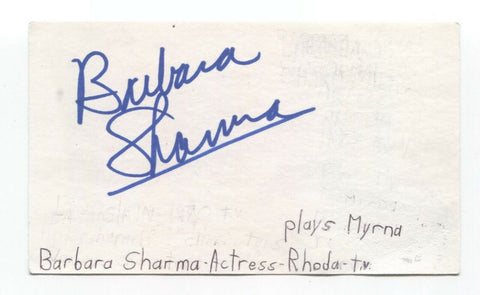 Barbara
Sharma
plays Myrna
Barbara Sharma-Actress-Rhoda-t.v.